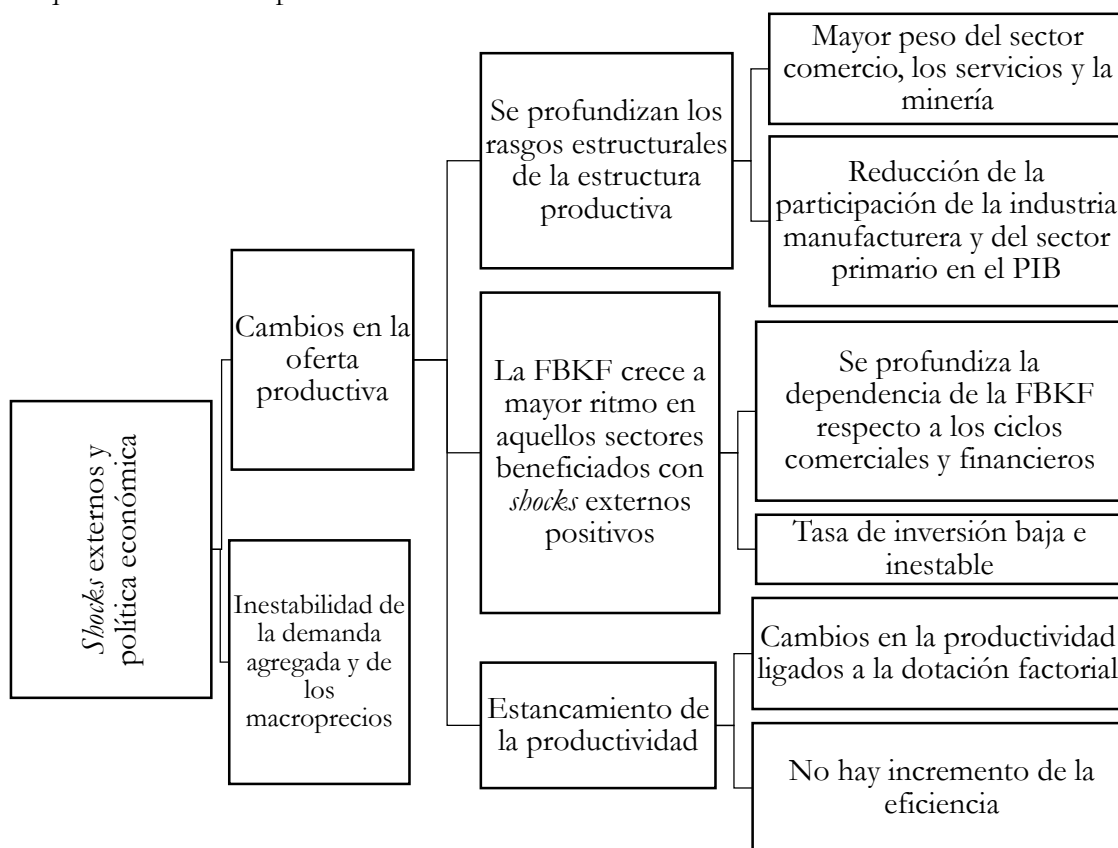 Shocks externos y
política económica
Cambios en la
oferta
productiva
Inestabilidad de
la demanda
agregada y de
los
macroprecios
Se profundizan los
rasgos estructurales
de la estructura
productiva
La FBKF crece a
mayor ritmo en
aquellos sectores
beneficiados con
shocks externos
positivos
Estancamiento de
la productividad
Mayor peso del sector
comercio, los servicios y la
minería
Reducción de la
participación de la industria
manufacturera y del sector
primario en el PIB
Se profundiza la
dependencia de la FBKF
respecto a los ciclos
comerciales y financieros
Tasa de inversión baja e
inestable
Cambios en la productividad
ligados a la dotación factorial
No hay incremento de la
eficiencia